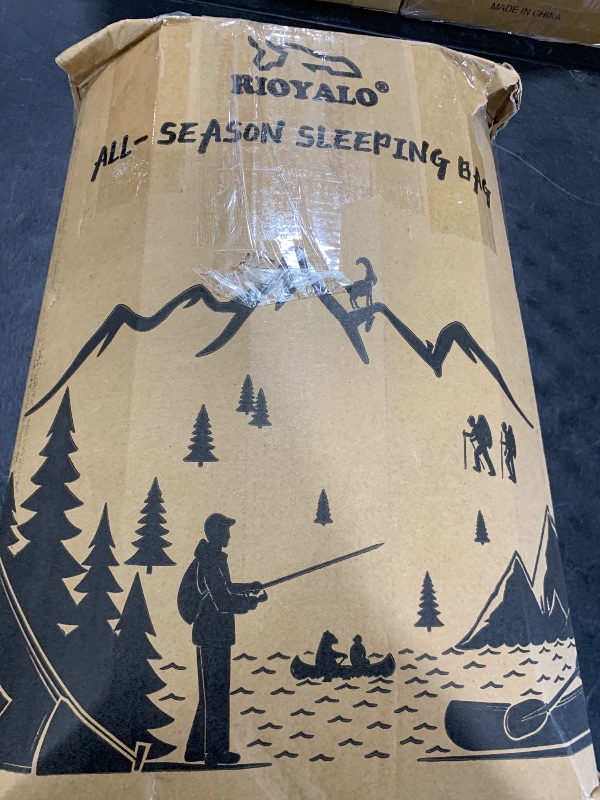 MADE IN CHINA
RIOYALO®
ALL-SEASON SLEEPING BAG